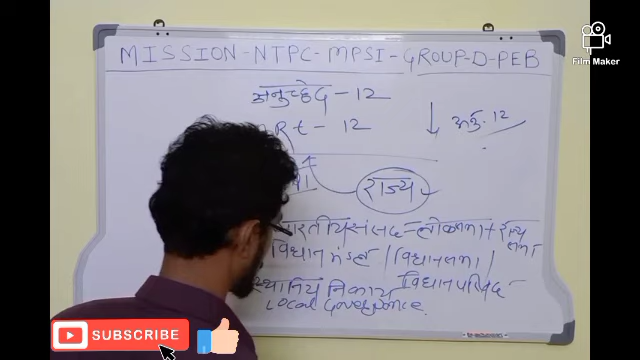 Film Maker
MISSION-NTPC-MPSI-GROUP-D-PEB
अनुच्छेद - 12
Rt - 12
अनु. 12
राज्य
भारतीय संसद = लोकसभा + राज्य
सभा
विधान मंडल / विधानसभा /
विधान परिषद
स्थानिय निकाय
Local Governance.
SUBSCRIBE